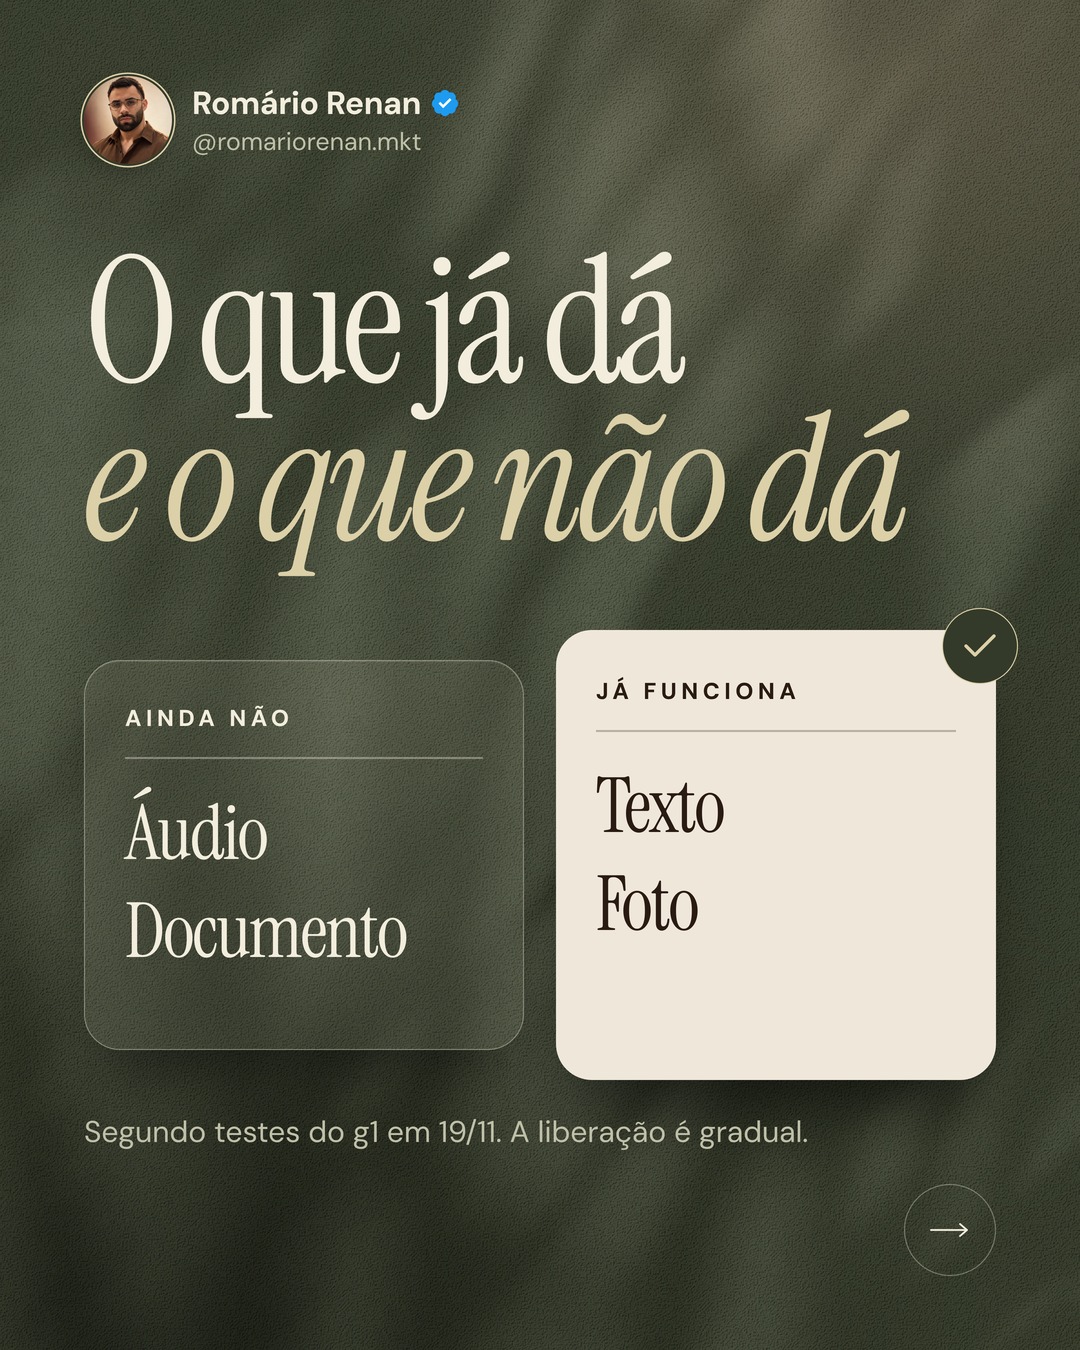 Romário Renan
@romariorenan.mkt
O que já dá
e o que não dá
AINDA NÃO
Áudio
Documento
JÁ FUNCIONA
Texto
Foto
Segundo testes do g1 em 19/11. A liberação é gradual.